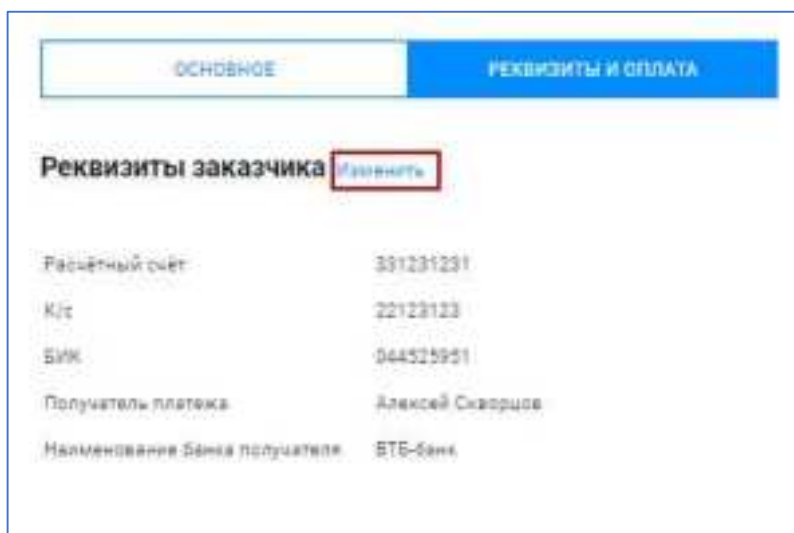 ОСНОВНОЕ РЕКВИЗИТЫ И ОПЛАТА
Реквизиты заказчика Изменить
Расчётный счёт 331231231
К/с 22123123
БИК 044525951
Получатель платежа Алексей Скворцов
Наименование банка получателя ВТБ-банк